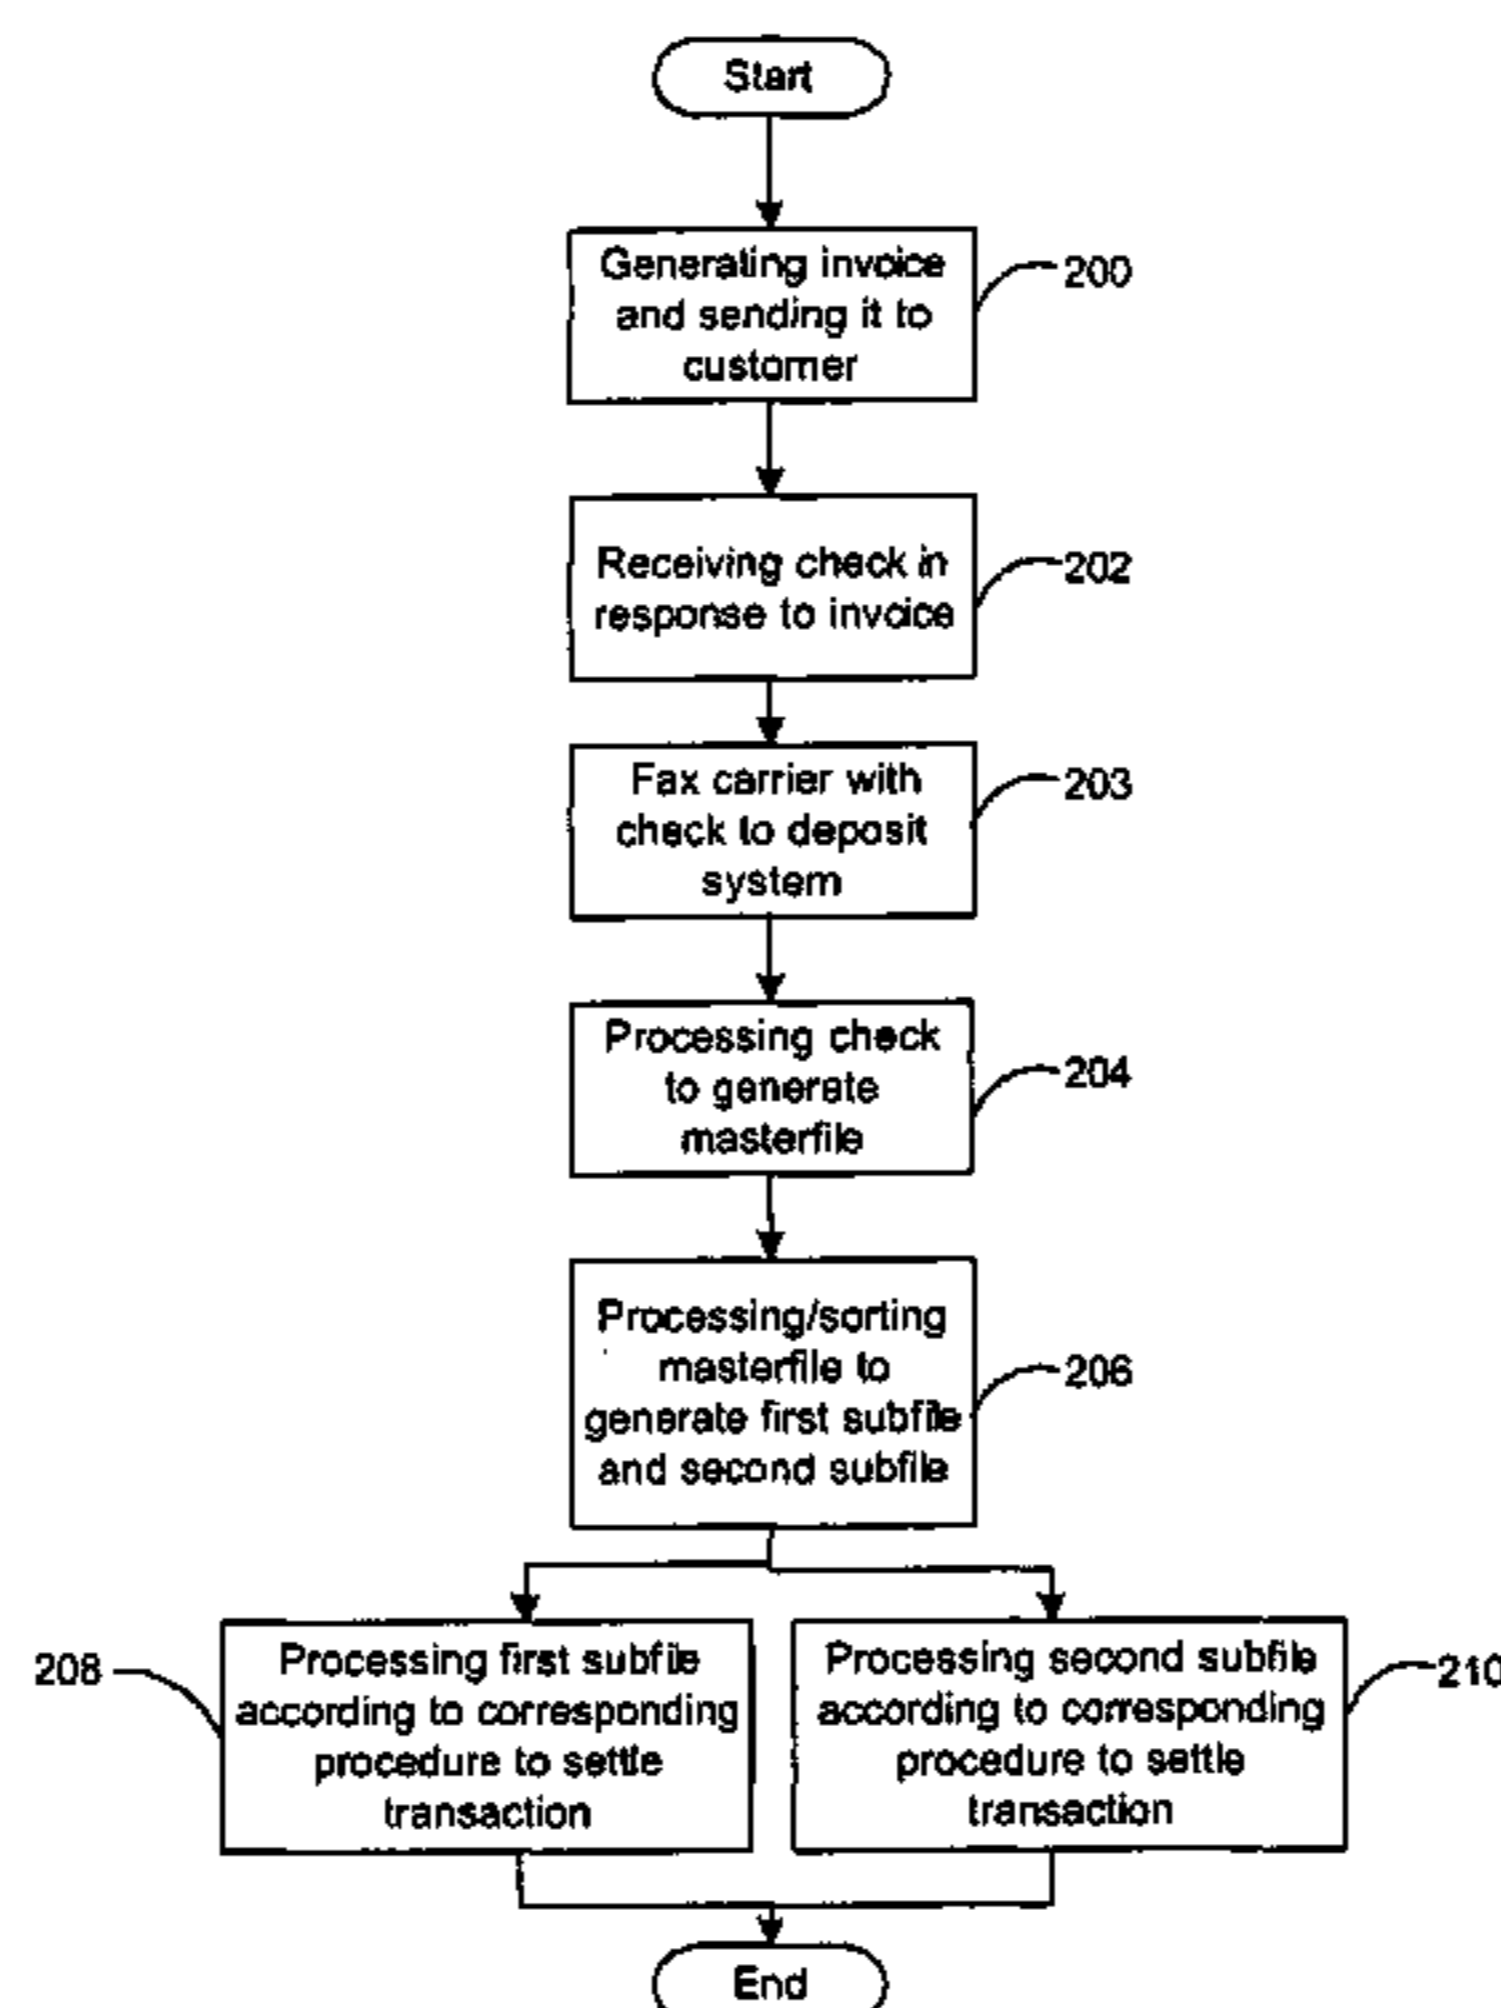 Start
Generating invoice
and sending it to
customer
200
Receiving check in
response to invoice
202
Fax carrier with
check to deposit
system
203
Processing check
to generate
masterfile
204
Processing/sorting
masterfile to
generate first subfile
and second subfile
206
Processing first subfile
according to corresponding
procedure to settle
transaction
208
Processing second subfile
according to corresponding
procedure to settle
transaction
210
End